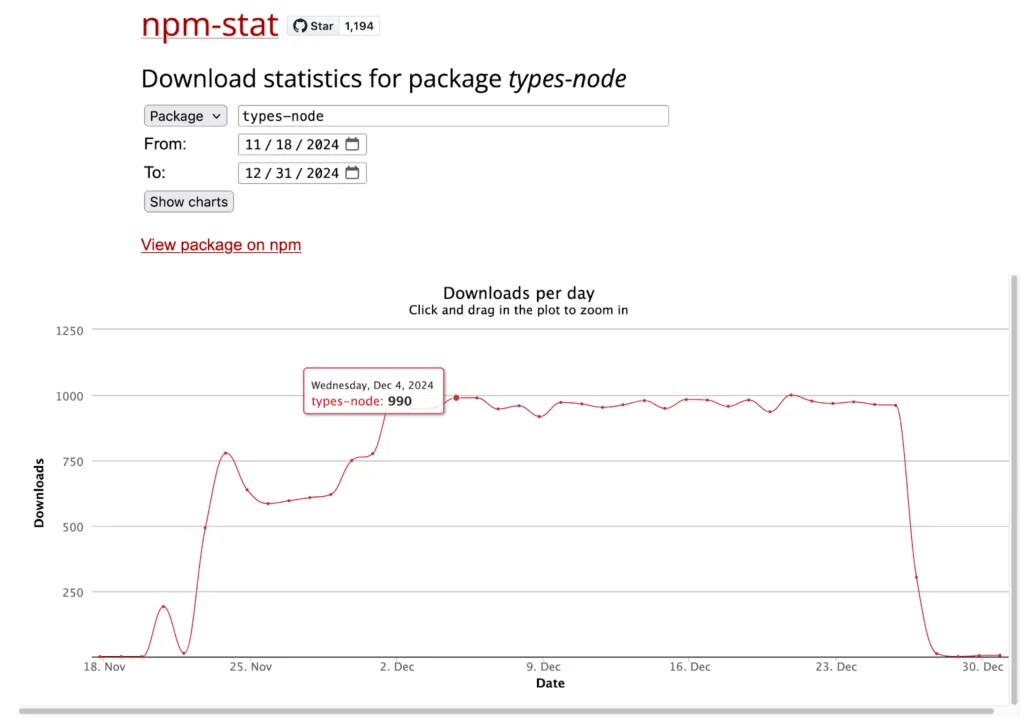 npm-stat Star 1,194
Download statistics for package types-node
Package types-node
From: 11/18/2024
To: 12/31/2024
Show charts
View package on npm
Downloads per day
Click and drag in the plot to zoom in
1250
1000
750
500
250
Downloads
Wednesday, Dec 4, 2024
types-node: 990
18. Nov 25. Nov 2. Dec 9. Dec 16. Dec 23. Dec 30. Dec
Date